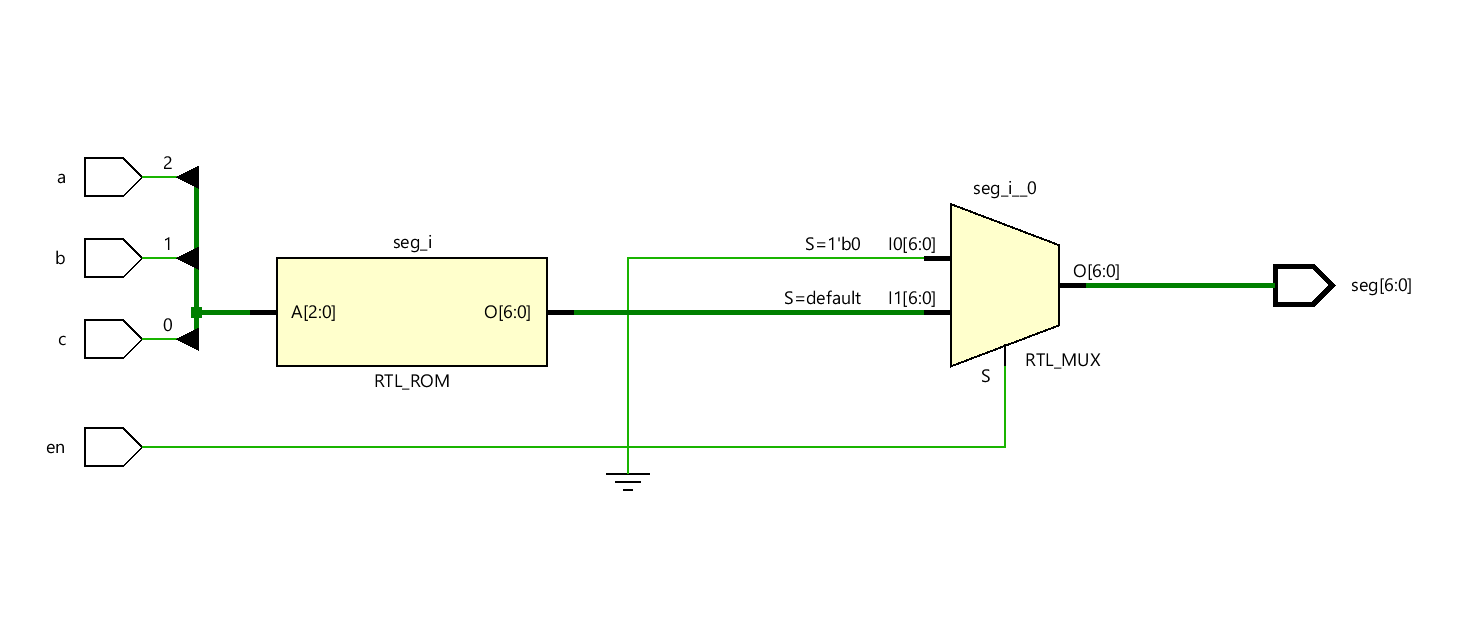 a
2
b
1
c
0
en
seg_i
A[2:0]
O[6:0]
RTL_ROM
S=1'b0
I0[6:0]
S=default
I1[6:0]
seg_i__0
O[6:0]
S
RTL_MUX
seg[6:0]